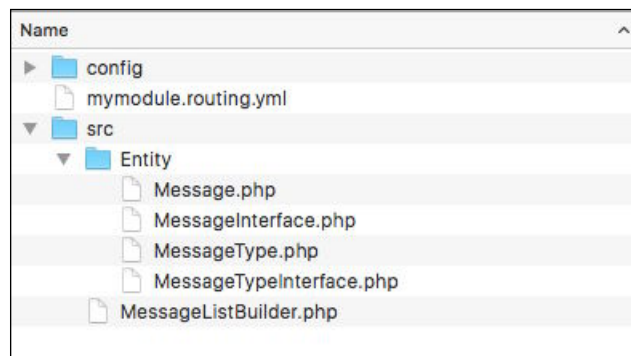 Name
config
mymodule.routing.yml
src
Entity
Message.php
MessageInterface.php
MessageType.php
MessageTypeInterface.php
MessageListBuilder.php